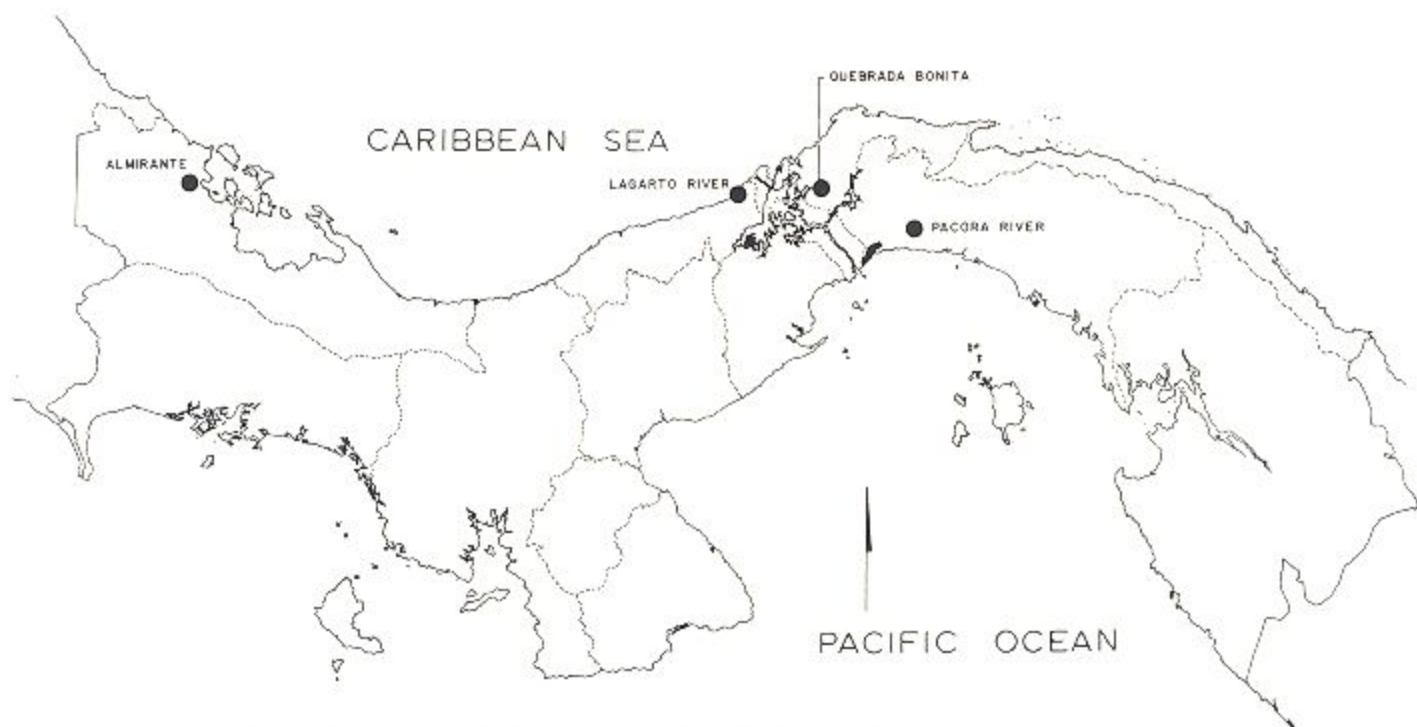 QUEBRADA BONITA
CARIBBEAN SEA
ALMIRANTE
LAGARTO RIVER
PACORA RIVER
PACIFIC OCEAN